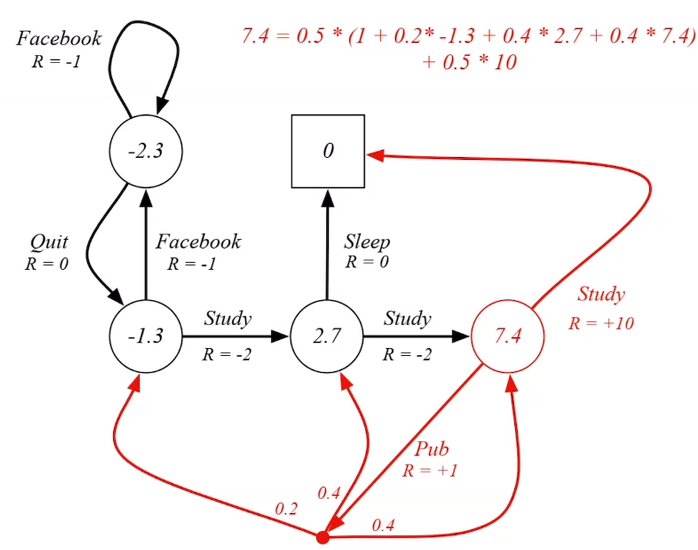 Facebook
R = -1
7.4 = 0.5 * (1 + 0.2* -1.3 + 0.4 * 2.7 + 0.4 * 7.4)
+ 0.5 * 10
-2.3
0
Quit
R = 0
Facebook
R = -1
Sleep
R = 0
Study
R = +10
-1.3
Study
R = -2
2.7
Study
R = -2
7.4
Pub
R = +1
0.2
0.4
0.4